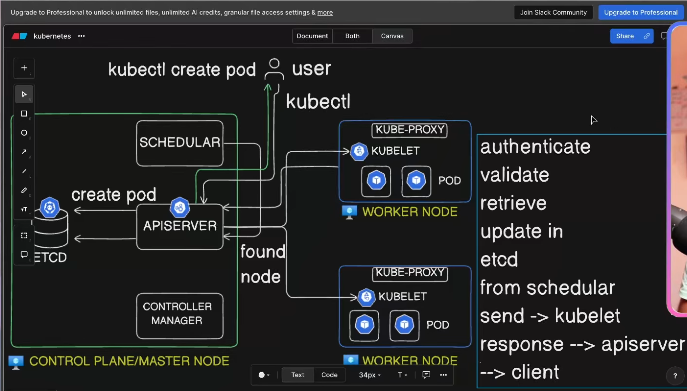 Upgrade to Professional to unlock unlimited files, unlimited AI credits, granular file access settings & more
Join Slack Community
Upgrade to Professional
kubernetes
Document
Both
Canvas
Share
kubectl create pod
user
kubectl
SCHEDULAR
create pod
APISERVER
ETCD
found
node
CONTROLLER
MANAGER
CONTROL PLANE/MASTER NODE
KUBE-PROXY
KUBELET
POD
WORKER NODE
KUBE-PROXY
KUBELET
POD
WORKER NODE
authenticate
validate
retrieve
update in
etcd
from schedular
send -> kubelet
response --> apiserver
--> client
Text
Code
34px
T
?